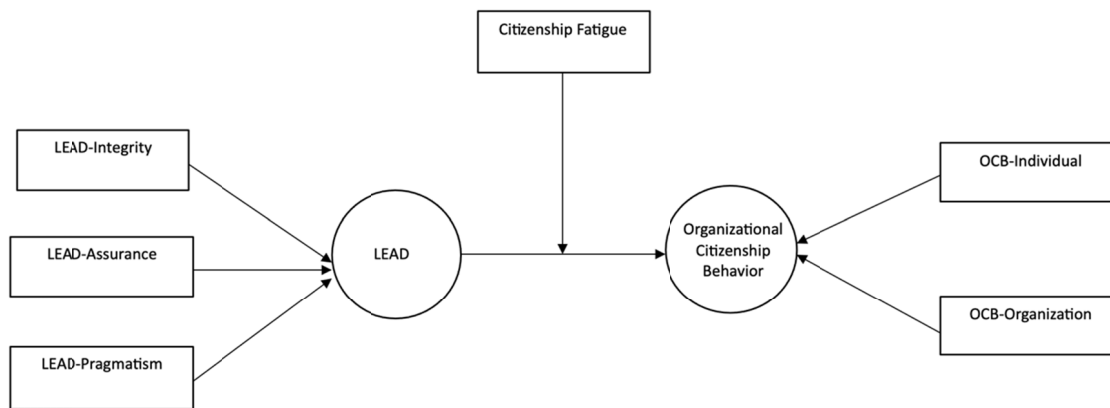 Citizenship Fatigue
LEAD-Integrity
LEAD-Assurance
LEAD-Pragmatism
LEAD
Organizational
Citizenship
Behavior
OCB-Individual
OCB-Organization